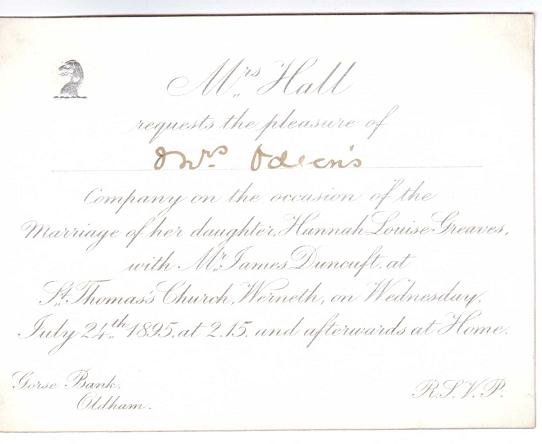 Mrs Hall
requests the pleasure of
Mrs
Company on the occasion of the
Marriage of her daughter, Hannah Louise Greaves,
with Mr. James Duncuft, at
St. Thomas's Church, Werneth, on Wednesday,
July 24th 1895, at 2.15. and afterwards at Home.
Gorse Bank.
Oldham.
R.S.V.P.